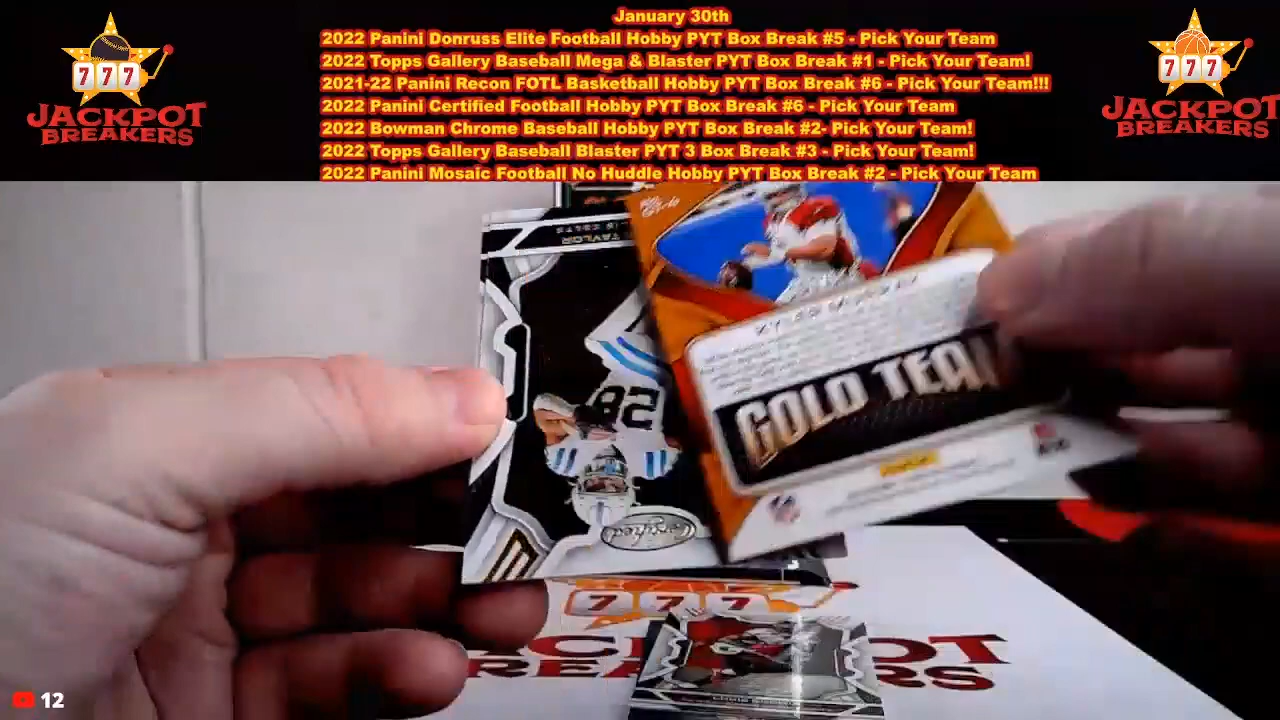 January 30th
2022 Panini Donruss Elite Football Hobby PYT Box Break #5 - Pick Your Team
2022 Topps Gallery Baseball Mega & Blaster PYT Box Break #1 - Pick Your Team!
2021-22 Panini Recon FOTL Basketball Hobby PYT Box Break #6 - Pick Your Team!!!
2022 Panini Certified Football Hobby PYT Box Break #6 - Pick Your Team
2022 Bowman Chrome Baseball Hobby PYT Box Break #2- Pick Your Team!
2022 Topps Gallery Baseball Blaster PYT 3 Box Break #3 - Pick Your Team!
2022 Panini Mosaic Football No Huddle Hobby PYT Box Break #2 - Pick Your Team
777
JACKPOT
BREAKERS
777
JACKPOT
BREAKERS
TAYLOR
28
Certified
GOLD TEAM
PANINI
777
JACKPOT
BREAKERS
12